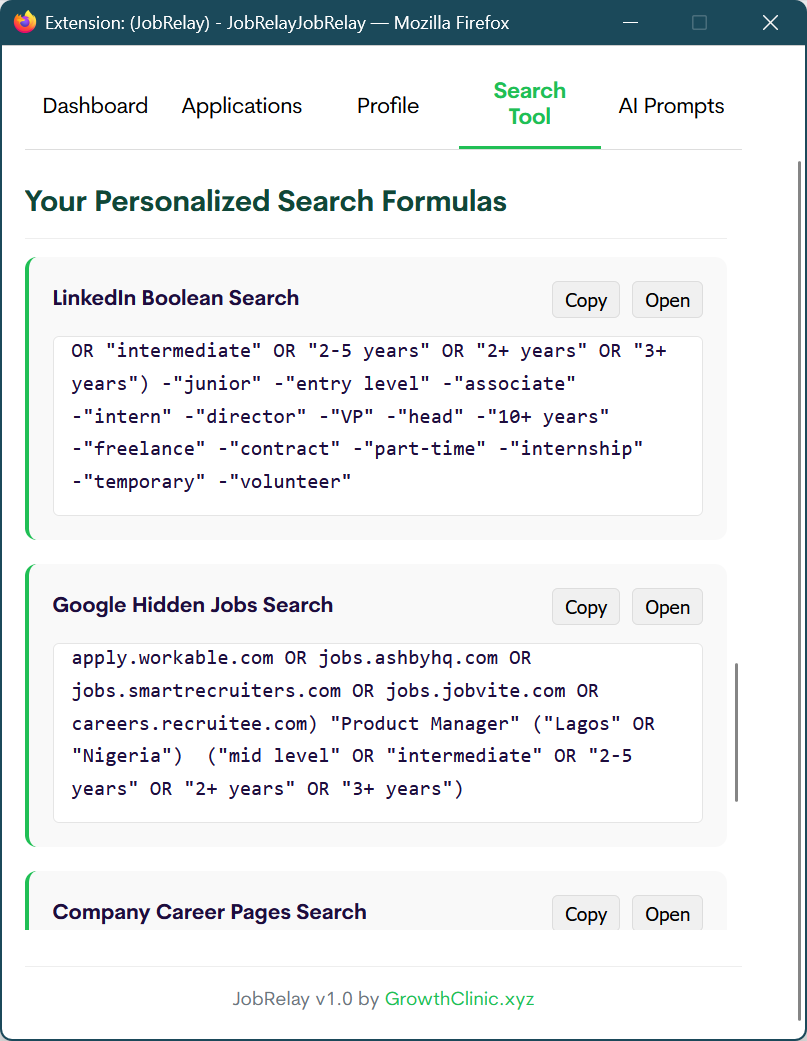 Extension: (JobRelay) - JobRelayJobRelay — Mozilla Firefox
Dashboard
Applications
Profile
Search
Tool
AI Prompts
Your Personalized Search Formulas
LinkedIn Boolean Search
Copy
Open
OR "intermediate" OR "2-5 years" OR "2+ years" OR "3+
years") -"junior" -"entry level" -"associate"
-"intern" -"director" -"VP" -"head" -"10+ years"
-"freelance" -"contract" -"part-time" -"internship"
-"temporary" -"volunteer"
Google Hidden Jobs Search
Copy
Open
apply.workable.com OR jobs.ashbyhq.com OR
jobs.smartrecruiters.com OR jobs.jobvite.com OR
careers.recruitee.com) "Product Manager" ("Lagos" OR
"Nigeria")  ("mid level" OR "intermediate" OR "2-5
years" OR "2+ years" OR "3+ years")
Company Career Pages Search
Copy
Open
JobRelay v1.0 by GrowthClinic.xyz